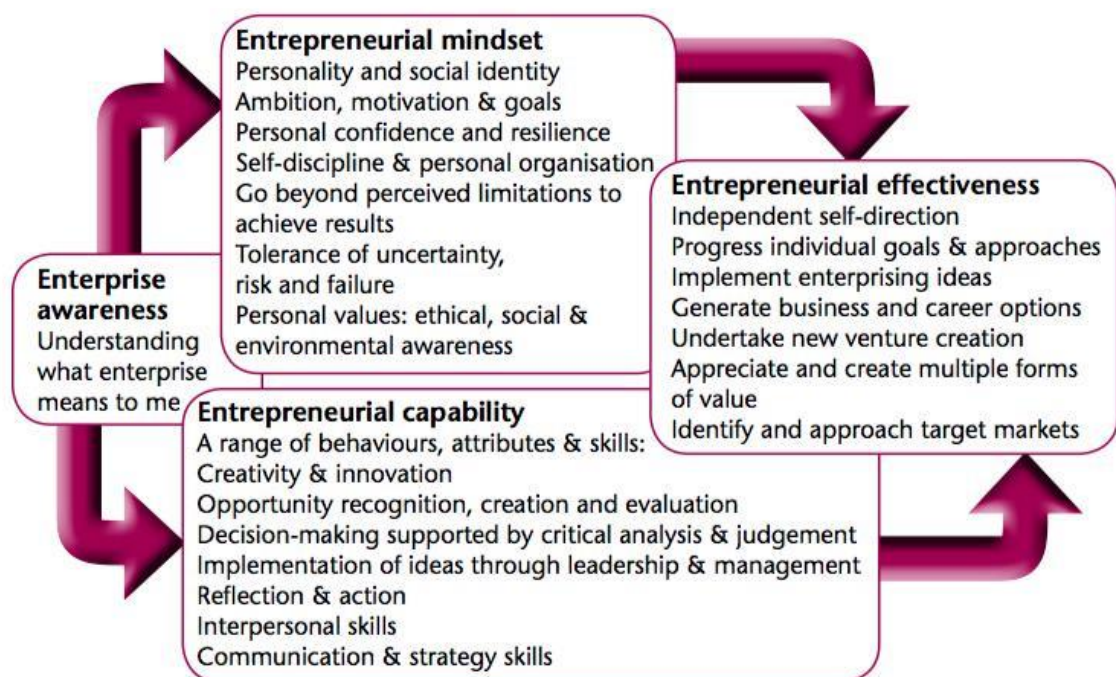 Entrepreneurial mindset
Personality and social identity
Ambition, motivation & goals
Personal confidence and resilience
Self-discipline & personal organisation
Go beyond perceived limitations to
achieve results
Tolerance of uncertainty,
risk and failure
Personal values: ethical, social &
environmental awareness
Enterprise
awareness
Understanding
what enterprise
means to me
Entrepreneurial capability
A range of behaviours, attributes & skills:
Creativity & innovation
Opportunity recognition, creation and evaluation
Decision-making supported by critical analysis & judgement
Implementation of ideas through leadership & management
Reflection & action
Interpersonal skills
Communication & strategy skills
Entrepreneurial effectiveness
Independent self-direction
Progress individual goals & approaches
Implement enterprising ideas
Generate business and career options
Undertake new venture creation
Appreciate and create multiple forms
of value
Identify and approach target markets